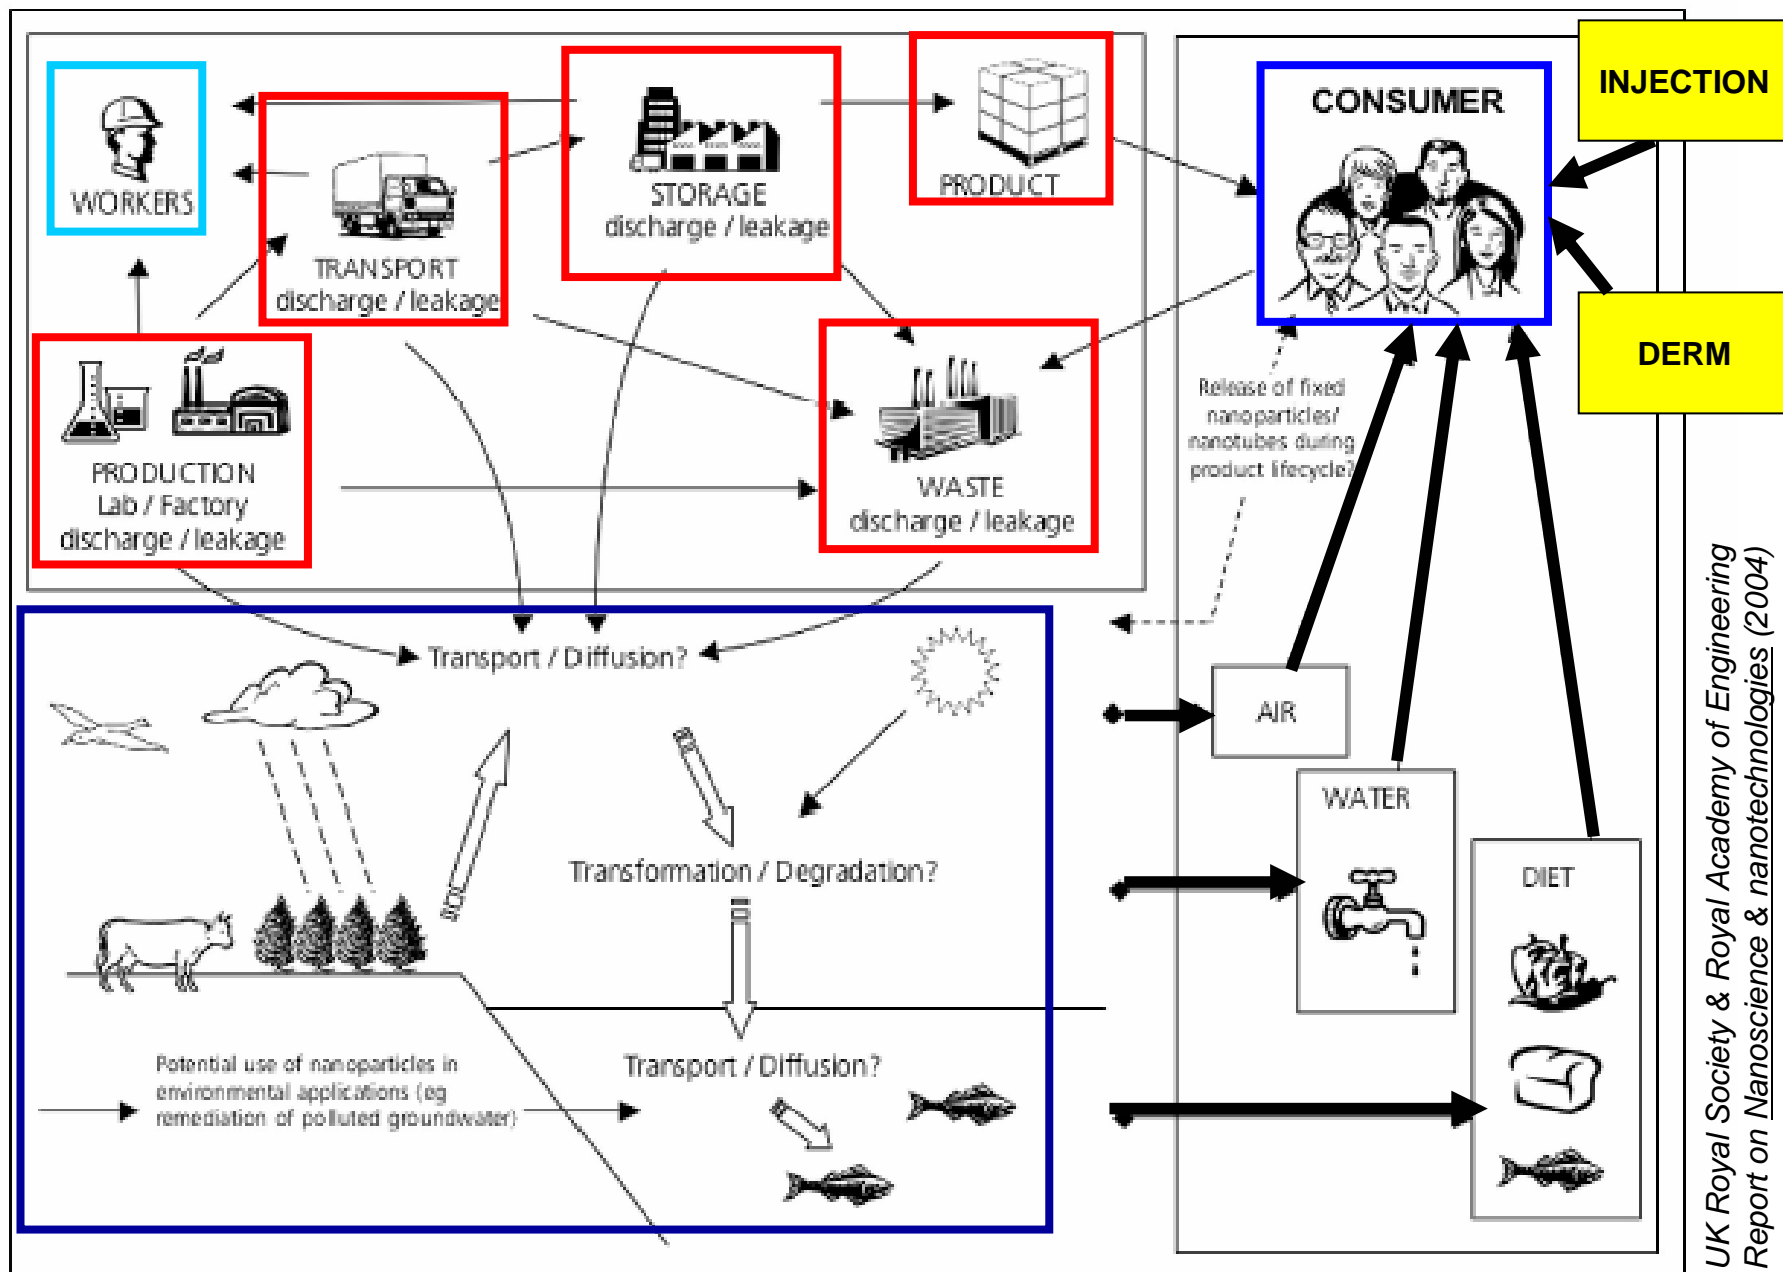 WORKERS
TRANSPORT
discharge / leakage
STORAGE
discharge / leakage
PRODUCT
CONSUMER
INJECTION
DERM
PRODUCTION
Lab / Factory
discharge / leakage
WASTE
discharge / leakage
Release of fixed
nanoparticles/
nanotubes during
product lifecycle?
Transport / Diffusion?
Transformation / Degradation?
Transport / Diffusion?
Potential use of nanoparticles in
environmental applications (eg
remediation of polluted groundwater)
AIR
WATER
DIET
UK Royal Society & Royal Academy of Engineering
Report on Nanoscience & nanotechnologies (2004)